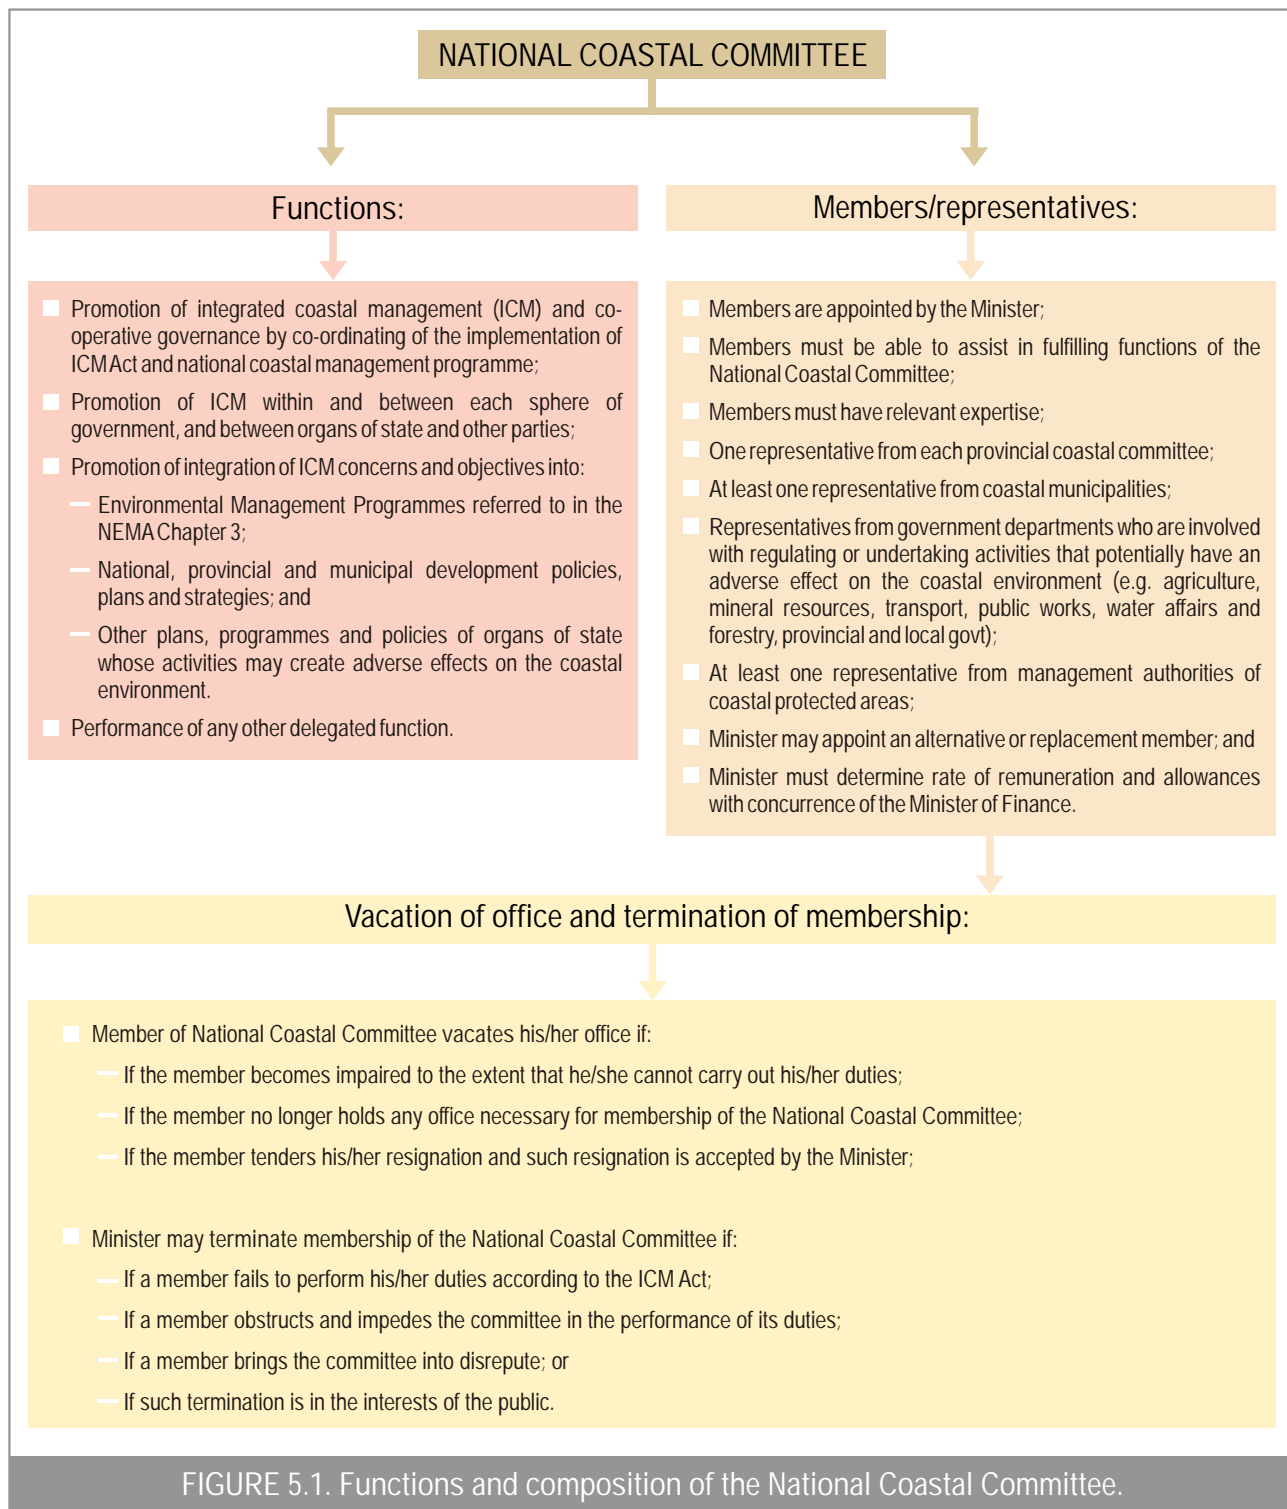 NATIONAL COASTAL COMMITTEE
Functions:
Promotion of integrated coastal management (ICM) and co-
operative governance by co-ordinating of the implementation of
ICM Act and national coastal management programme;
Promotion of ICM within and between each sphere of
government, and between organs of state and other parties;
Promotion of integration of ICM concerns and objectives into:
— Environmental Management Programmes referred to in the
NEMA Chapter 3;
— National, provincial and municipal development policies,
plans and strategies; and
— Other plans, programmes and policies of organs of state
whose activities may create adverse effects on the coastal
environment.
Performance of any other delegated function.
Members/representatives:
Members are appointed by the Minister;
Members must be able to assist in fulfilling functions of the
National Coastal Committee;
Members must have relevant expertise;
One representative from each provincial coastal committee;
At least one representative from coastal municipalities;
Representatives from government departments who are involved
with regulating or undertaking activities that potentially have an
adverse effect on the coastal environment (e.g. agriculture,
mineral resources, transport, public works, water affairs and
forestry, provincial and local govt);
At least one representative from management authorities of
coastal protected areas;
Minister may appoint an alternative or replacement member; and
Minister must determine rate of remuneration and allowances
with concurrence of the Minister of Finance.
Vacation of office and termination of membership:
Member of National Coastal Committee vacates his/her office if:
— If the member becomes impaired to the extent that he/she cannot carry out his/her duties;
— If the member no longer holds any office necessary for membership of the National Coastal Committee;
— If the member tenders his/her resignation and such resignation is accepted by the Minister;
Minister may terminate membership of the National Coastal Committee if:
— If a member fails to perform his/her duties according to the ICM Act;
— If a member obstructs and impedes the committee in the performance of its duties;
— If a member brings the committee into disrepute; or
— If such termination is in the interests of the public.
FIGURE 5.1. Functions and composition of the National Coastal Committee.